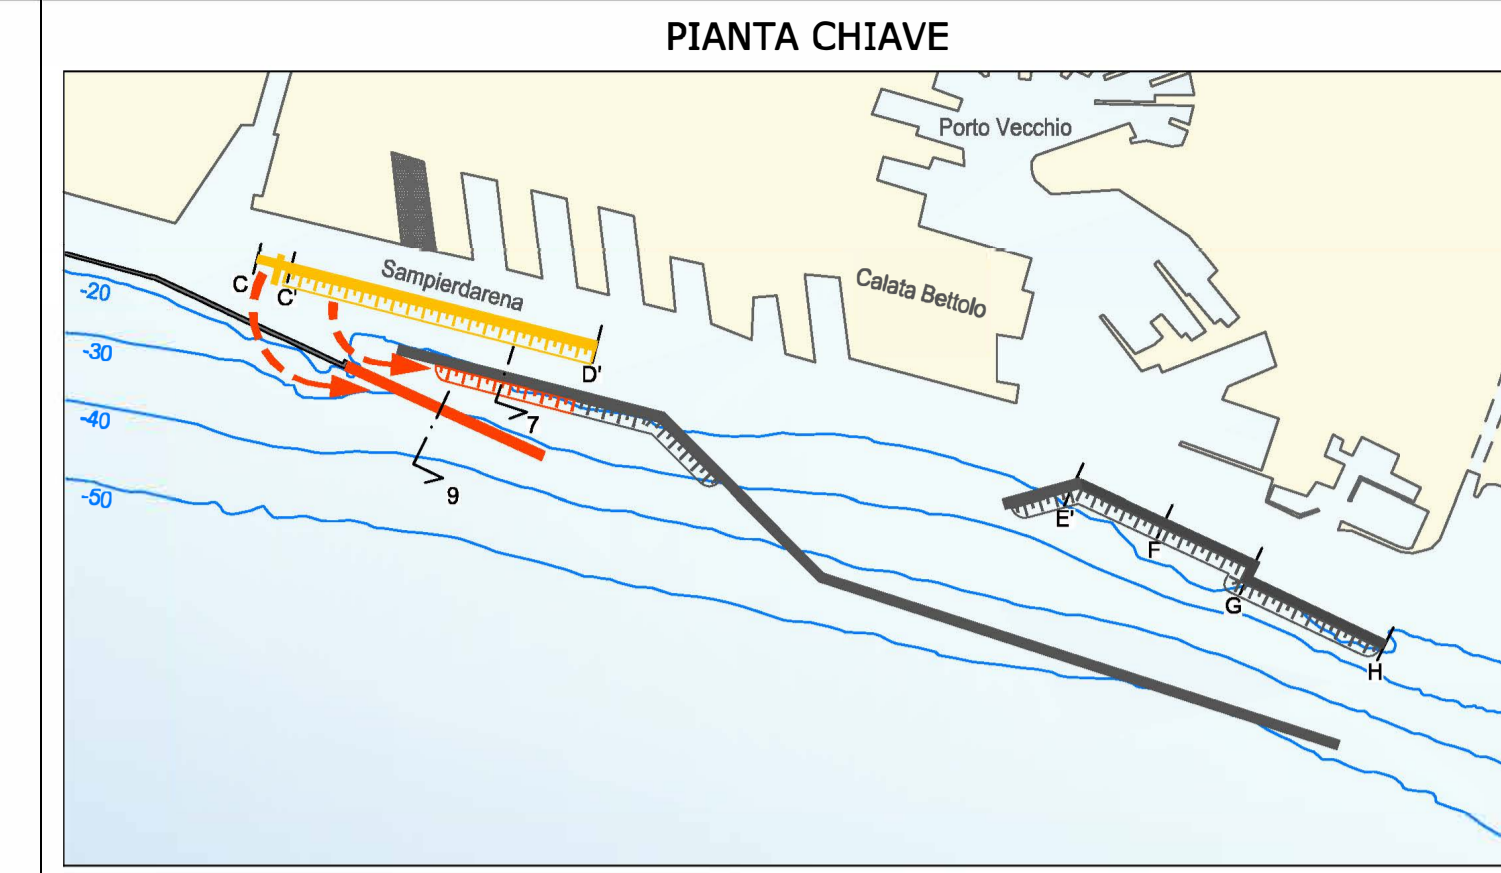 PIANTA CHIAVE
Porto Vecchio
Sampierdarena
Calata Bettolo
C
C'
D'
-20
-30
-40
-50
7
9
E'
F
G
H